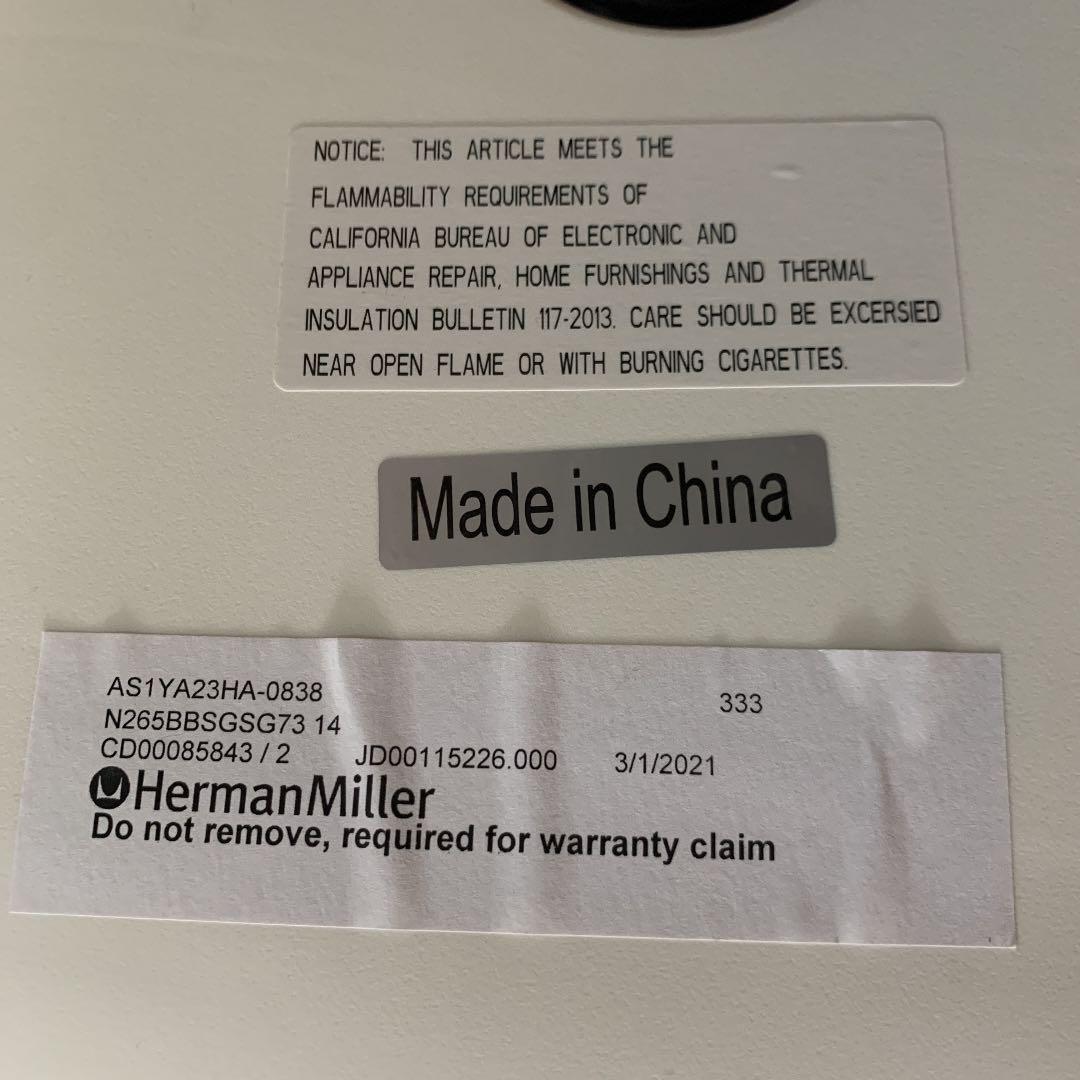 NOTICE: THIS ARTICLE MEETS THE
FLAMMABILITY REQUIREMENTS OF
CALIFORNIA BUREAU OF ELECTRONIC AND
APPLIANCE REPAIR, HOME FURNISHINGS AND THERMAL
INSULATION BULLETIN 117-2013. CARE SHOULD BE EXCERSIED
NEAR OPEN FLAME OR WITH BURNING CIGARETTES.
Made in China
AS1YA23HA-0838 333
N265BBSGSG73 14
CD00085843 / 2 JD00115226.000 3/1/2021
HermanMiller
Do not remove, required for warranty claim